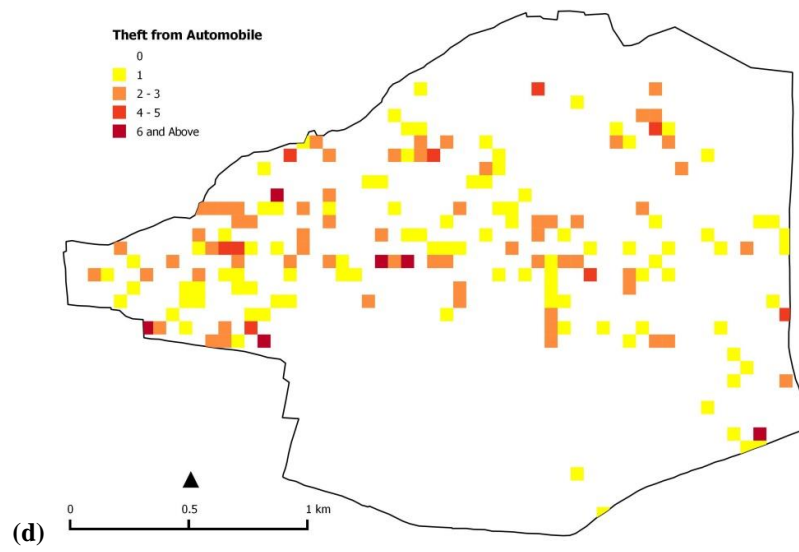 Theft from Automobile
0
1
2 - 3
4 - 5
6 and Above
0 0.5 1 km
(d)